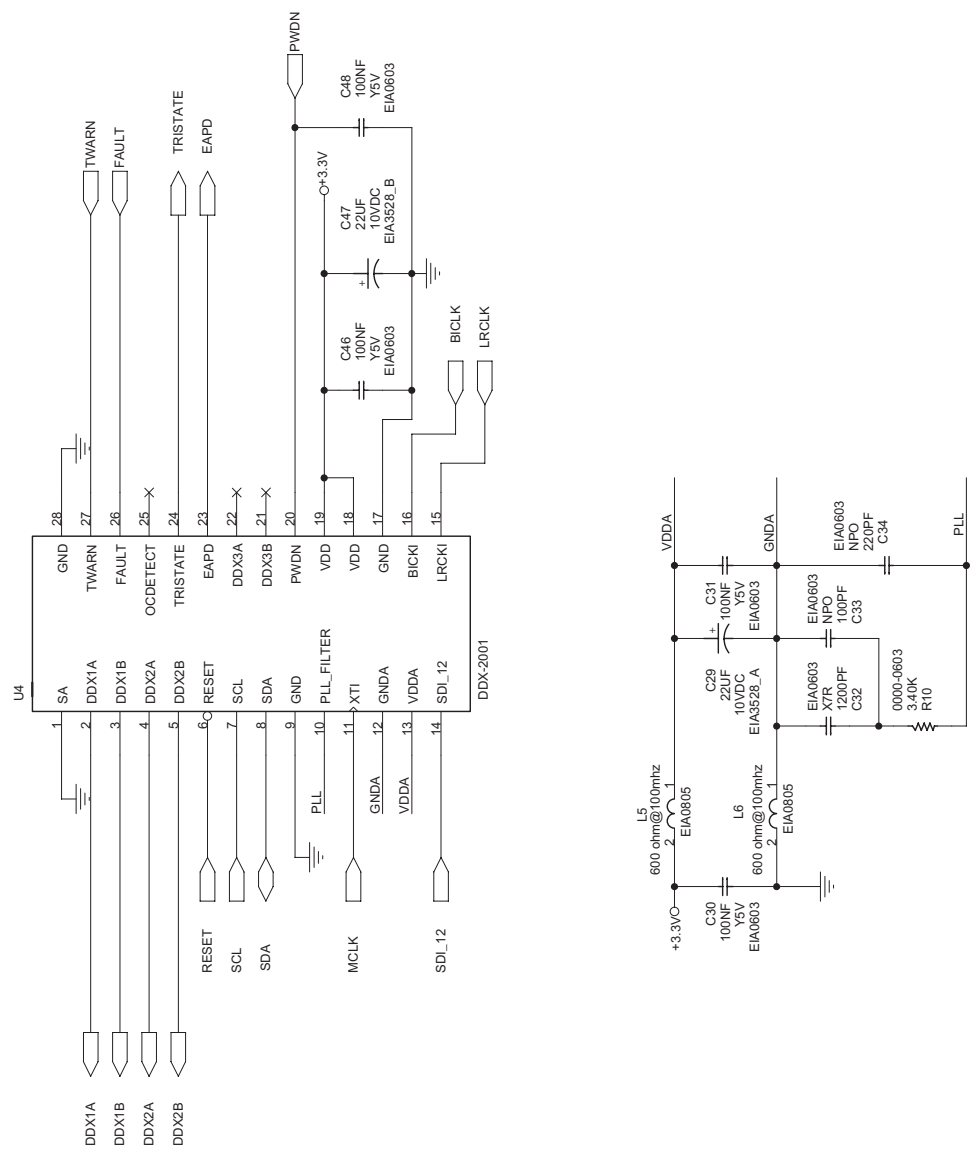 U4
DDX-2001
1
SA
2
DDX1A
3
DDX1B
4
DDX2A
5
DDX2B
6
RESET
7
SCL
8
SDA
9
GND
10
PLL_FILTER
11
XTI
12
GNDA
13
VDDA
14
SDI_12
28
GND
27
TWARN
26
FAULT
25
OCDETECT
24
TRISTATE
23
EAPD
22
DDX3A
21
DDX3B
20
PWDN
19
VDD
18
VDD
17
GND
16
BICKI
15
LRCKI
DDX1A
DDX1B
DDX2A
DDX2B
RESET
SCL
SDA
PLL
MCLK
GNDA
VDDA
SDI_12
TWARN
FAULT
TRISTATE
EAPD
PWDN
+3.3V
BICLK
LRCLK
C46
100NF
Y5V
EIA0603
C47
22UF
10VDC
EIA3528_B
+
C48
100NF
Y5V
EIA0603
+3.3V
C30
100NF
Y5V
EIA0603
L5
600 ohm@100mhz
2
1
EIA0805
L6
600 ohm@100mhz
2
1
EIA0805
C29
22UF
10VDC
EIA3528_A
+
C31
100NF
Y5V
EIA0603
VDDA
GNDA
EIA0603
X7R
1200PF
C32
EIA0603
NPO
100PF
C33
EIA0603
NPO
220PF
C34
0000-0603
3.40K
R10
PLL